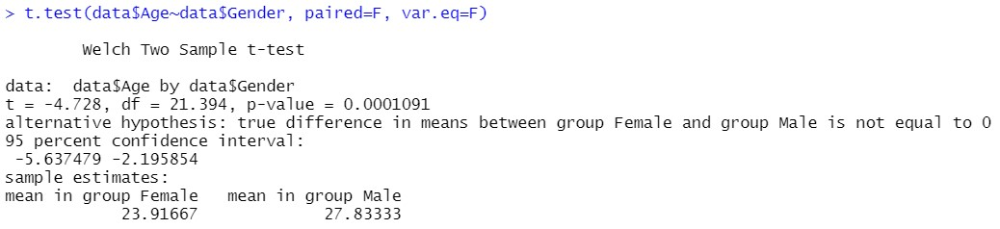 > t.test(data$Age~data$Gender, paired=F, var.eq=F)
Welch Two Sample t-test
data:  data$Age by data$Gender
t = -4.728, df = 21.394, p-value = 0.0001091
alternative hypothesis: true difference in means between group Female and group Male is not equal to 0
95 percent confidence interval:
 -5.637479 -2.195854
sample estimates:
mean in group Female   mean in group Male
            23.91667             27.83333